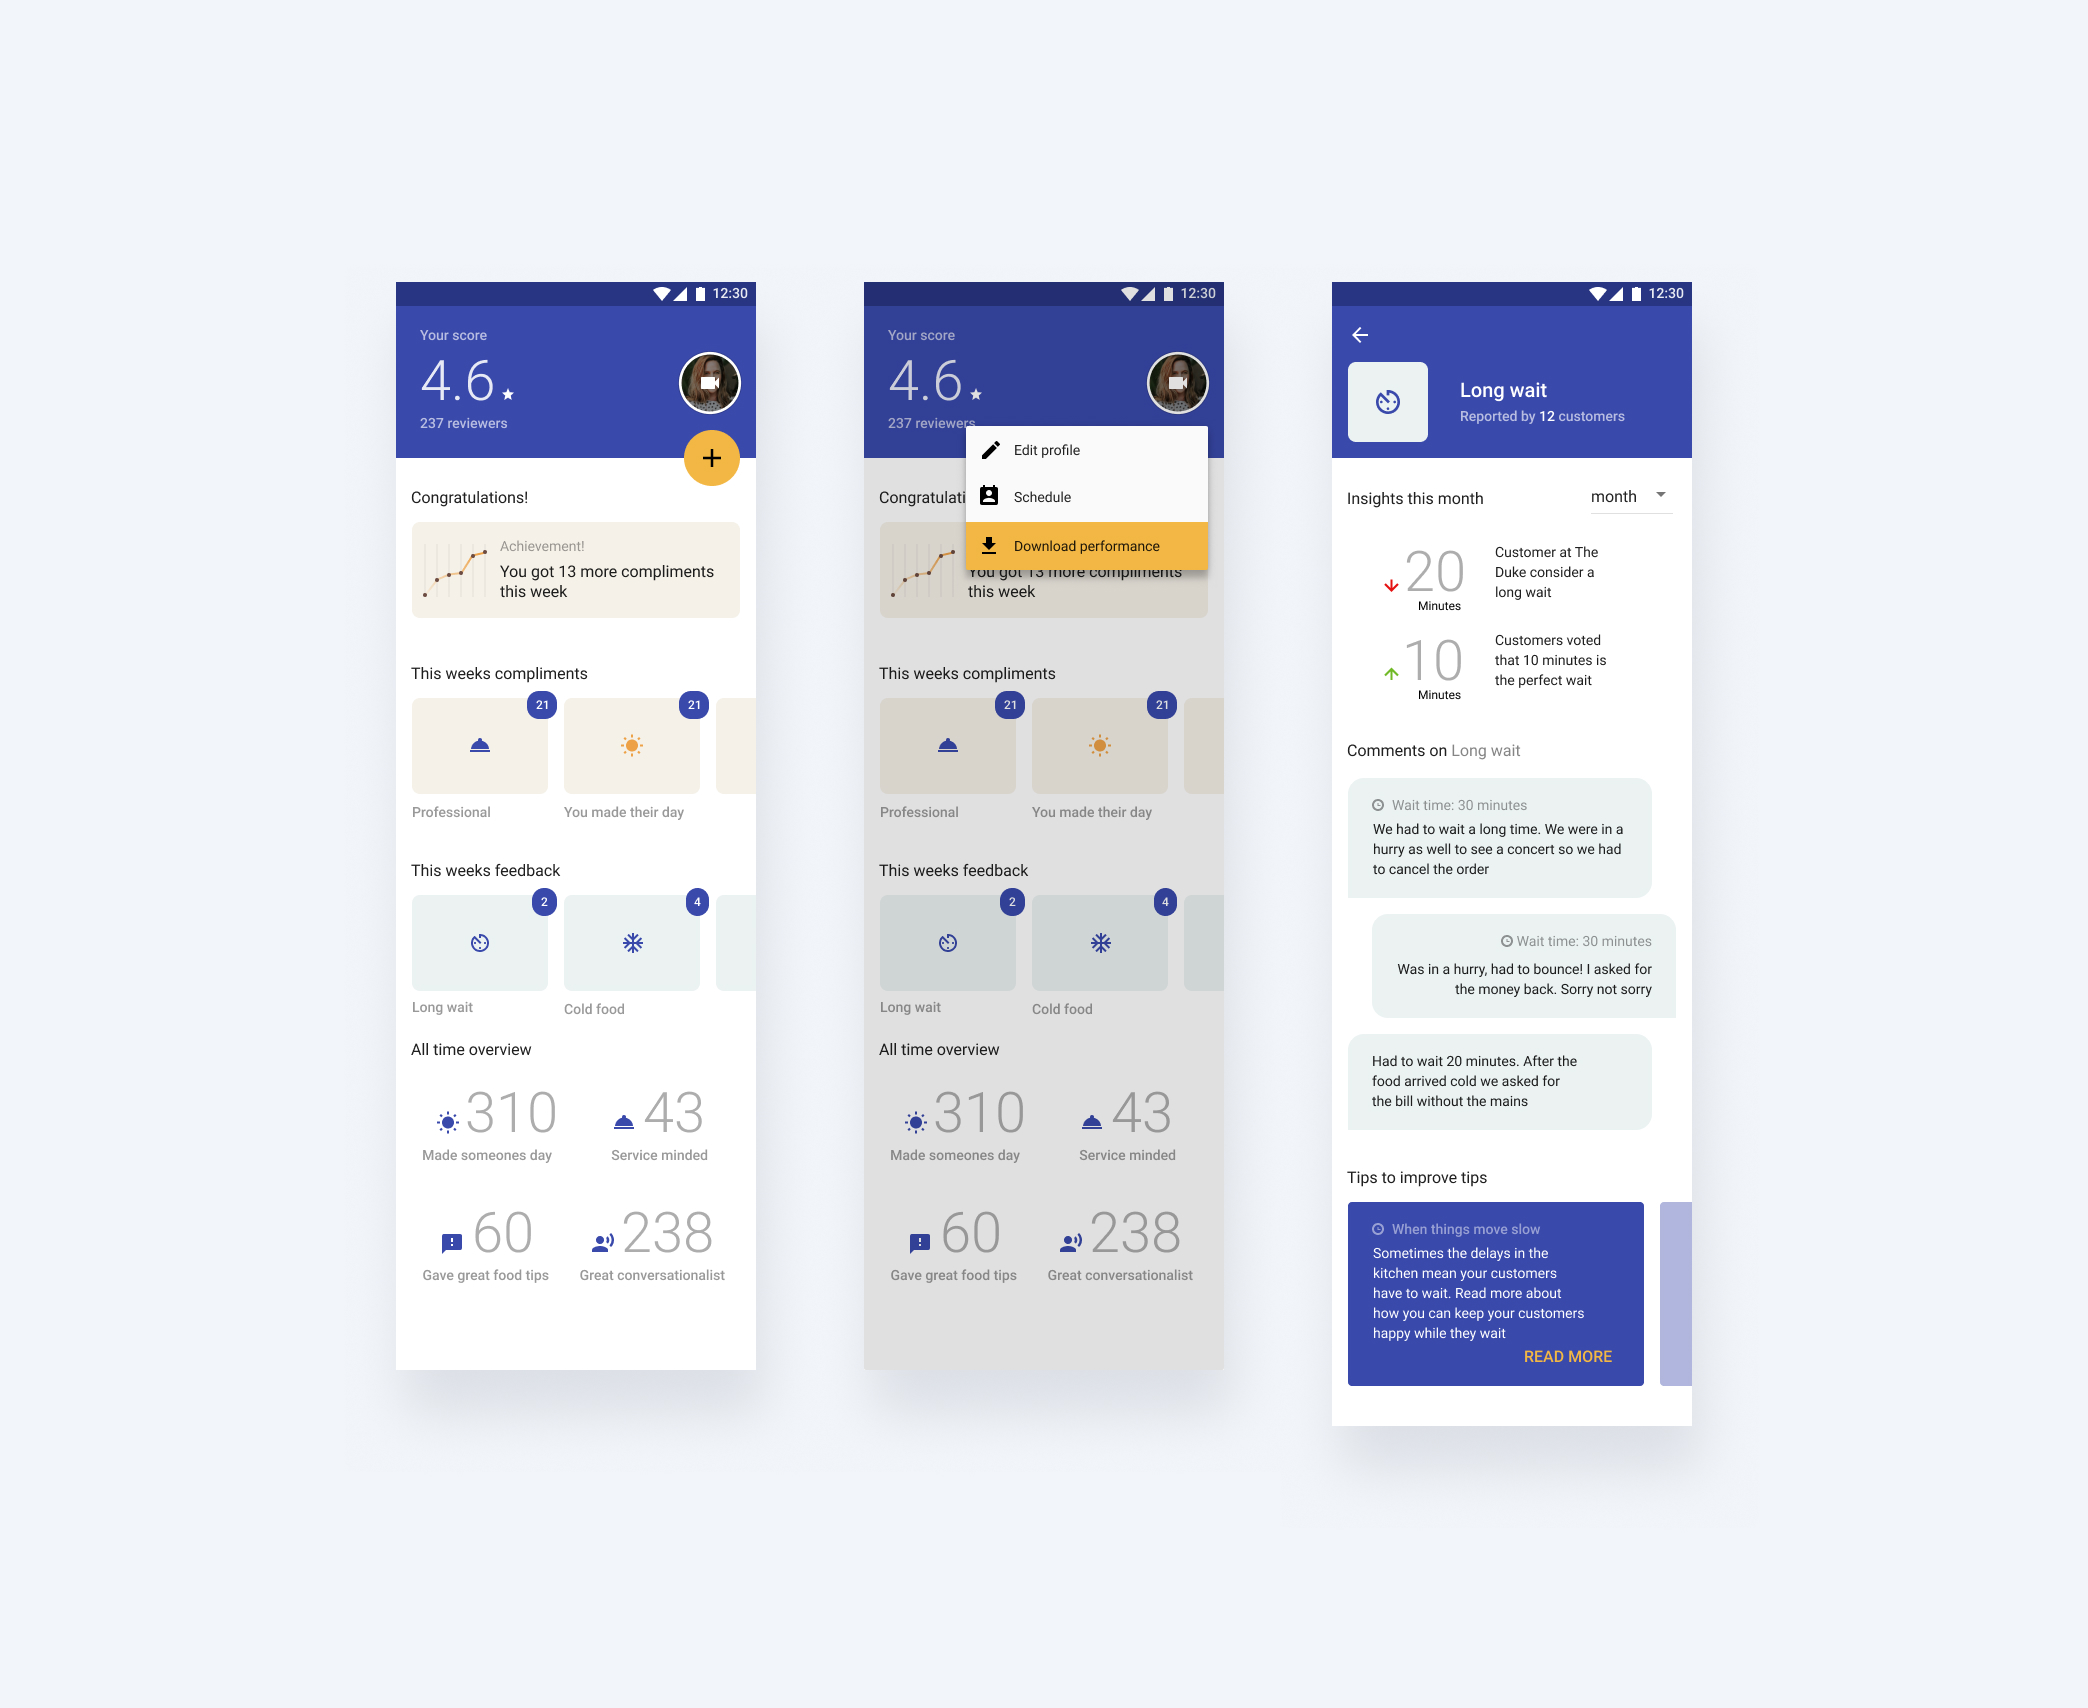 12:30
Your score
4.6
237 reviewers
Congratulations!
Achievement!
You got 13 more compliments
this week
This weeks compliments
21
21
Professional
You made their day
This weeks feedback
2
4
Long wait
Cold food
All time overview
310
43
Made someones day
Service minded
60
238
Gave great food tips
Great conversationalist
12:30
Your score
4.6
237 reviewers
Edit profile
Schedule
Download performance
Congratulati
You got 13 more compliments
this week
This weeks compliments
21
21
Professional
You made their day
This weeks feedback
2
4
Long wait
Cold food
All time overview
310
43
Made someones day
Service minded
60
238
Gave great food tips
Great conversationalist
12:30
Long wait
Reported by 12 customers
Insights this month
month
20
Minutes
Customer at The
Duke consider a
long wait
10
Minutes
Customers voted
that 10 minutes is
the perfect wait
Comments on Long wait
Wait time: 30 minutes
We had to wait a long time. We were in a
hurry as well to see a concert so we had
to cancel the order
Wait time: 30 minutes
Was in a hurry, had to bounce! I asked for
the money back. Sorry not sorry
Had to wait 20 minutes. After the
food arrived cold we asked for
the bill without the mains
Tips to improve tips
When things move slow
Sometimes the delays in the
kitchen mean your customers
have to wait. Read more about
how you can keep your customers
happy while they wait
READ MORE